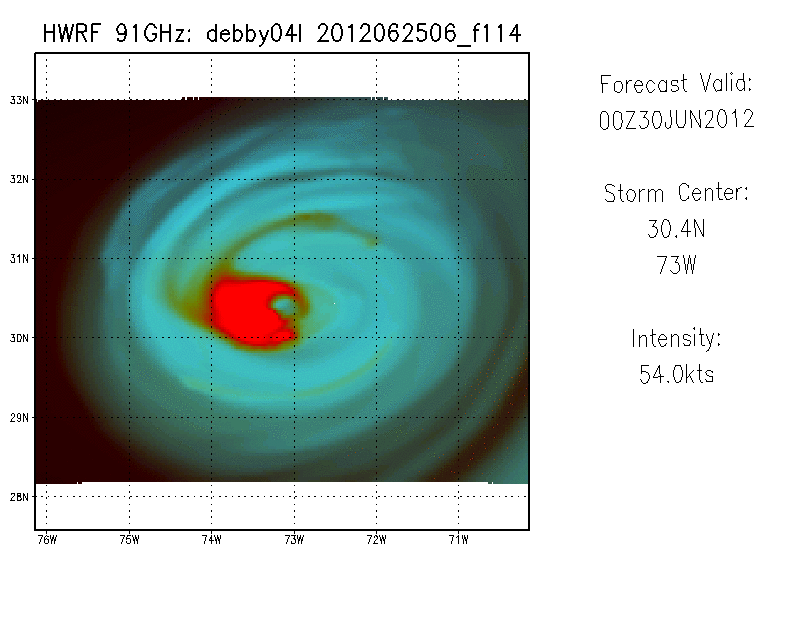 HWRF 91GHz: debby04l 2012062506_f114
Forecast Valid:
00Z30JUN2012
Storm Center:
30.4N
73W
Intensity:
54.0kts
33N
32N
31N
30N
29N
28N
76W 75W 74W 73W 72W 71W